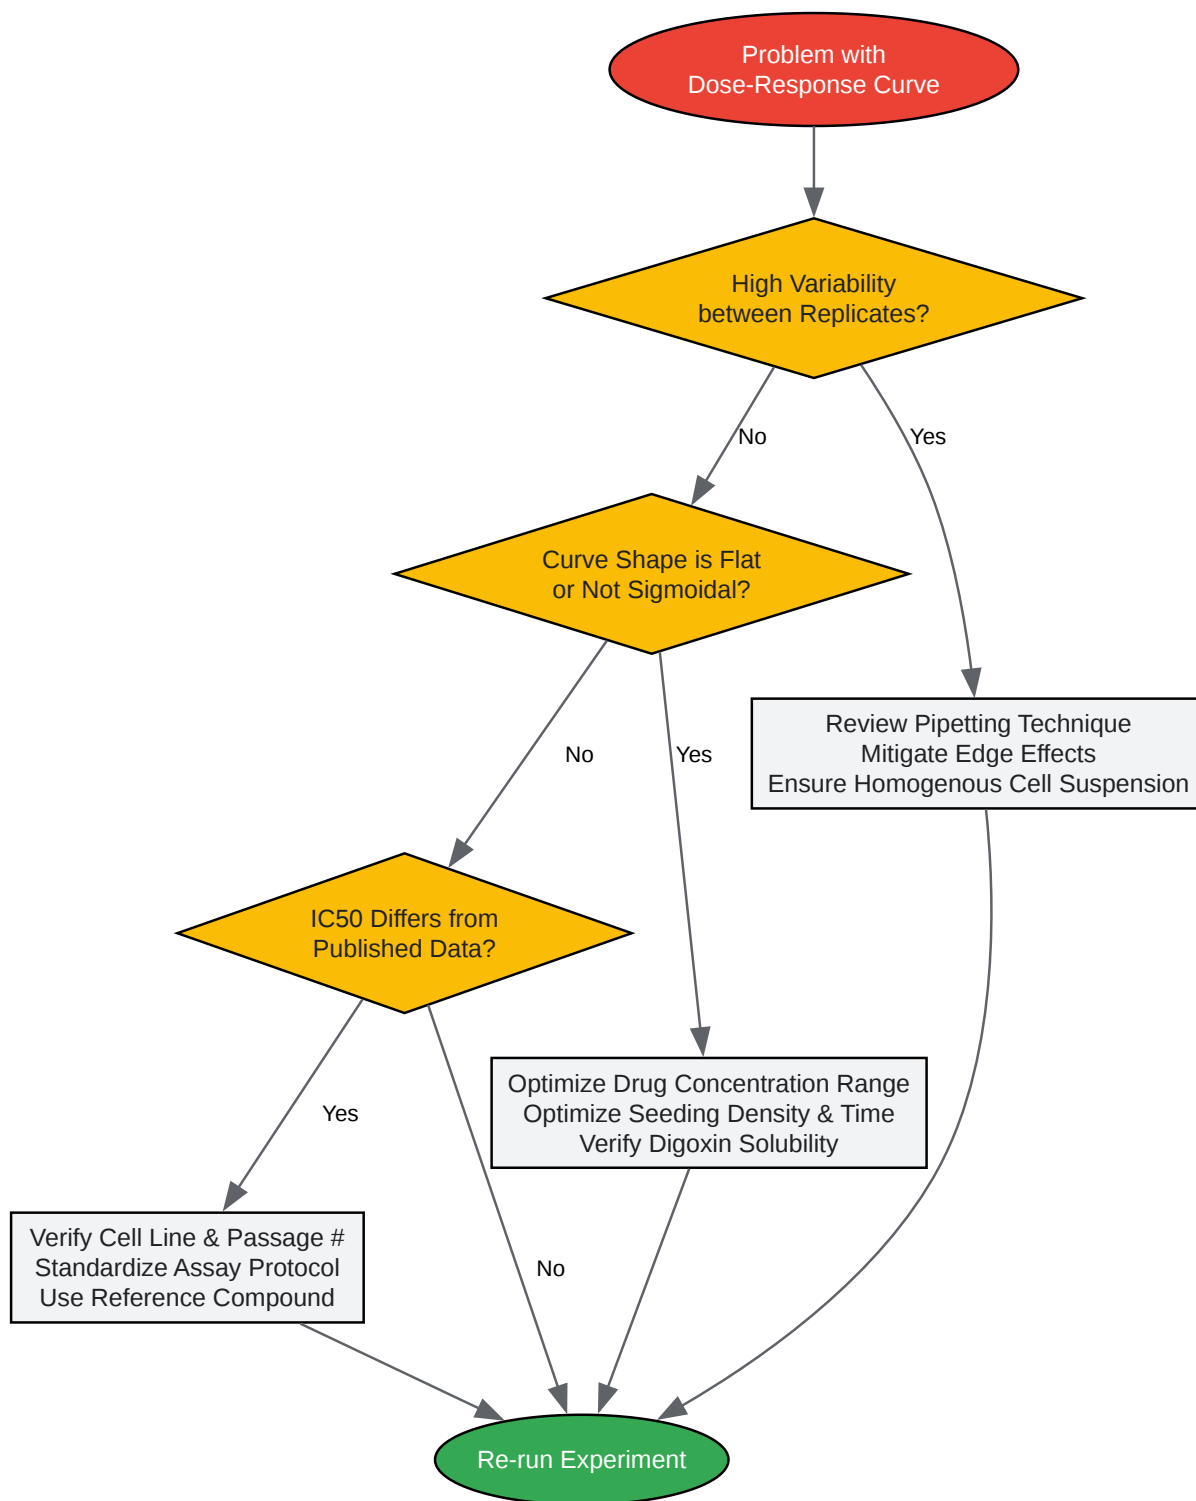 Problem with
Dose-Response Curve
High Variability
between Replicates?
No
Yes
Curve Shape is Flat
or Not Sigmoidal?
No
Yes
Review Pipetting Technique
Mitigate Edge Effects
Ensure Homogenous Cell Suspension
IC50 Differs from
Published Data?
Yes
No
Optimize Drug Concentration Range
Optimize Seeding Density & Time
Verify Digoxin Solubility
Verify Cell Line & Passage #
Standardize Assay Protocol
Use Reference Compound
Re-run Experiment